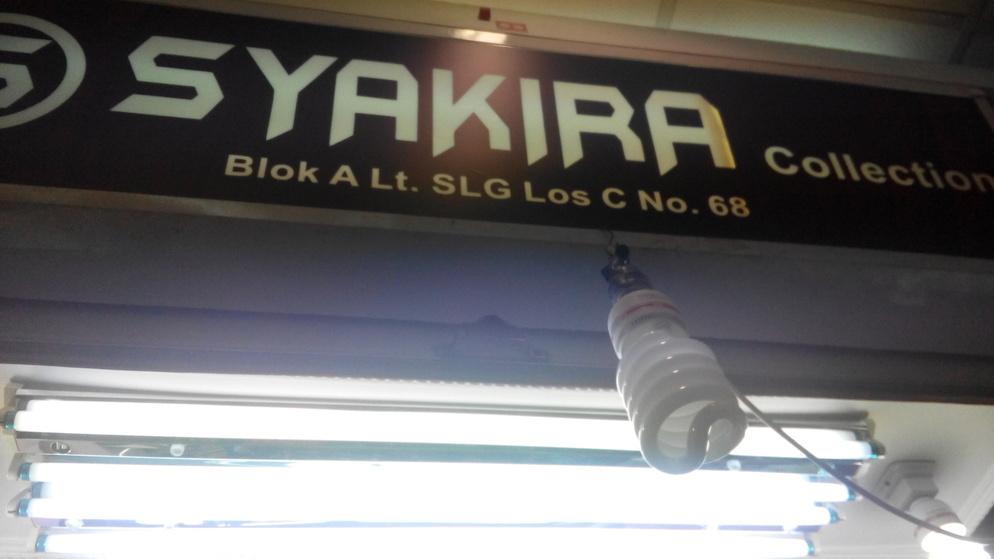 SYAKIRA Collection
Blok A Lt. SLG Los C No. 68